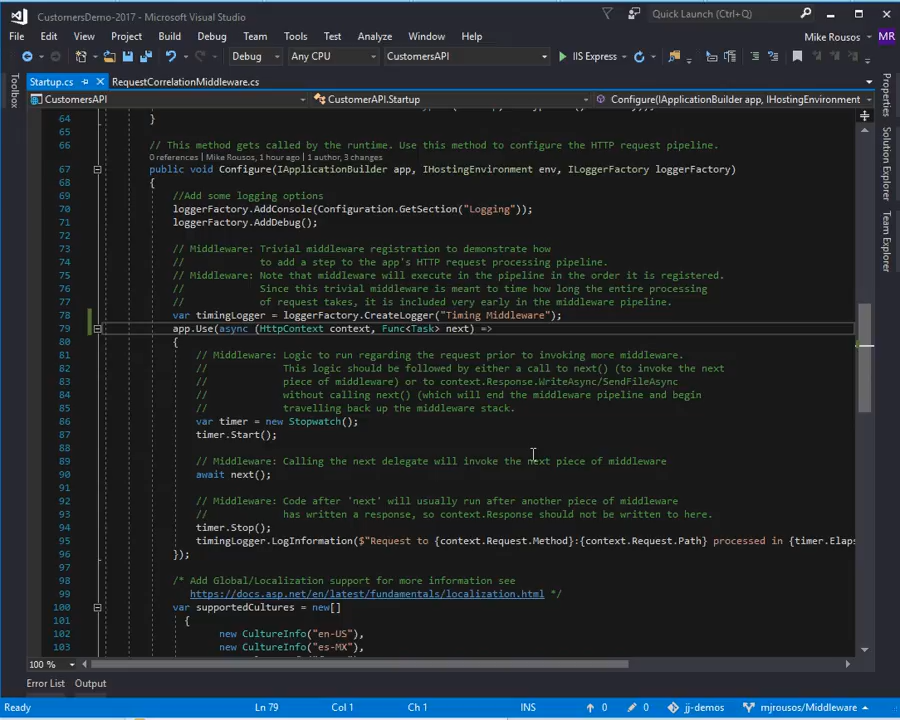 CustomersDemo-2017 - Microsoft Visual Studio
Quick Launch (Ctrl+Q)
File Edit View Project Build Debug Team Tools Test Analyze Window Help
Mike Rousos MR
Debug Any CPU CustomersAPI IIS Express
Startup.cs RequestCorrelationMiddleware.cs
CustomersAPI CustomerAPI.Startup Configure(IApplicationBuilder app, IHostingEnvironment
Toolbox
Properties
Solution Explorer
Team Explorer
64 }
65
66 // This method gets called by the runtime. Use this method to configure the HTTP request pipeline.
0 references | Mike Rousos, 1 hour ago | 1 author, 3 changes
67 public void Configure(IApplicationBuilder app, IHostingEnvironment env, ILoggerFactory loggerFactory)
68 {
69 //Add some logging options
70 loggerFactory.AddConsole(Configuration.GetSection("Logging"));
71 loggerFactory.AddDebug();
72
73 // Middleware: Trivial middleware registration to demonstrate how
74 // to add a step to the app's HTTP request processing pipeline.
75 // Middleware: Note that middleware will execute in the pipeline in the order it is registered.
76 // Since this trivial middleware is meant to time how long the entire processing
77 // of request takes, it is included very early in the middleware pipeline.
78 var timingLogger = loggerFactory.CreateLogger("Timing Middleware");
79 app.Use(async (HttpContext context, Func<Task> next) =>
80 {
81 // Middleware: Logic to run regarding the request prior to invoking more middleware.
82 // This logic should be followed by either a call to next() (to invoke the next
83 // piece of middleware) or to context.Response.WriteAsync/SendFileAsync
84 // without calling next() (which will end the middleware pipeline and begin
85 // travelling back up the middleware stack.
86 var timer = new Stopwatch();
87 timer.Start();
88
89 // Middleware: Calling the next delegate will invoke the next piece of middleware
90 await next();
91
92 // Middleware: Code after 'next' will usually run after another piece of middleware
93 // has written a response, so context.Response should not be written to here.
94 timer.Stop();
95 timingLogger.LogInformation($"Request to {context.Request.Method}:{context.Request.Path} processed in {timer.Elaps
96 });
97
98 /* Add Global/Localization support for more information see
99 https://docs.asp.net/en/latest/fundamentals/localization.html */
100 var supportedCultures = new[]
101 {
102 new CultureInfo("en-US"),
103 new CultureInfo("es-MX"),
100 %
Error List Output
Ready Ln 79 Col 1 Ch 1 INS 0 0 jj-demos mjrousos/Middleware